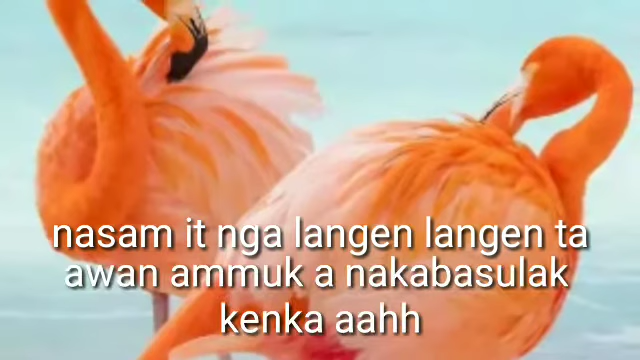 nasam it nga langen langen ta
awan ammuk a nakabasulak
kenka aahh